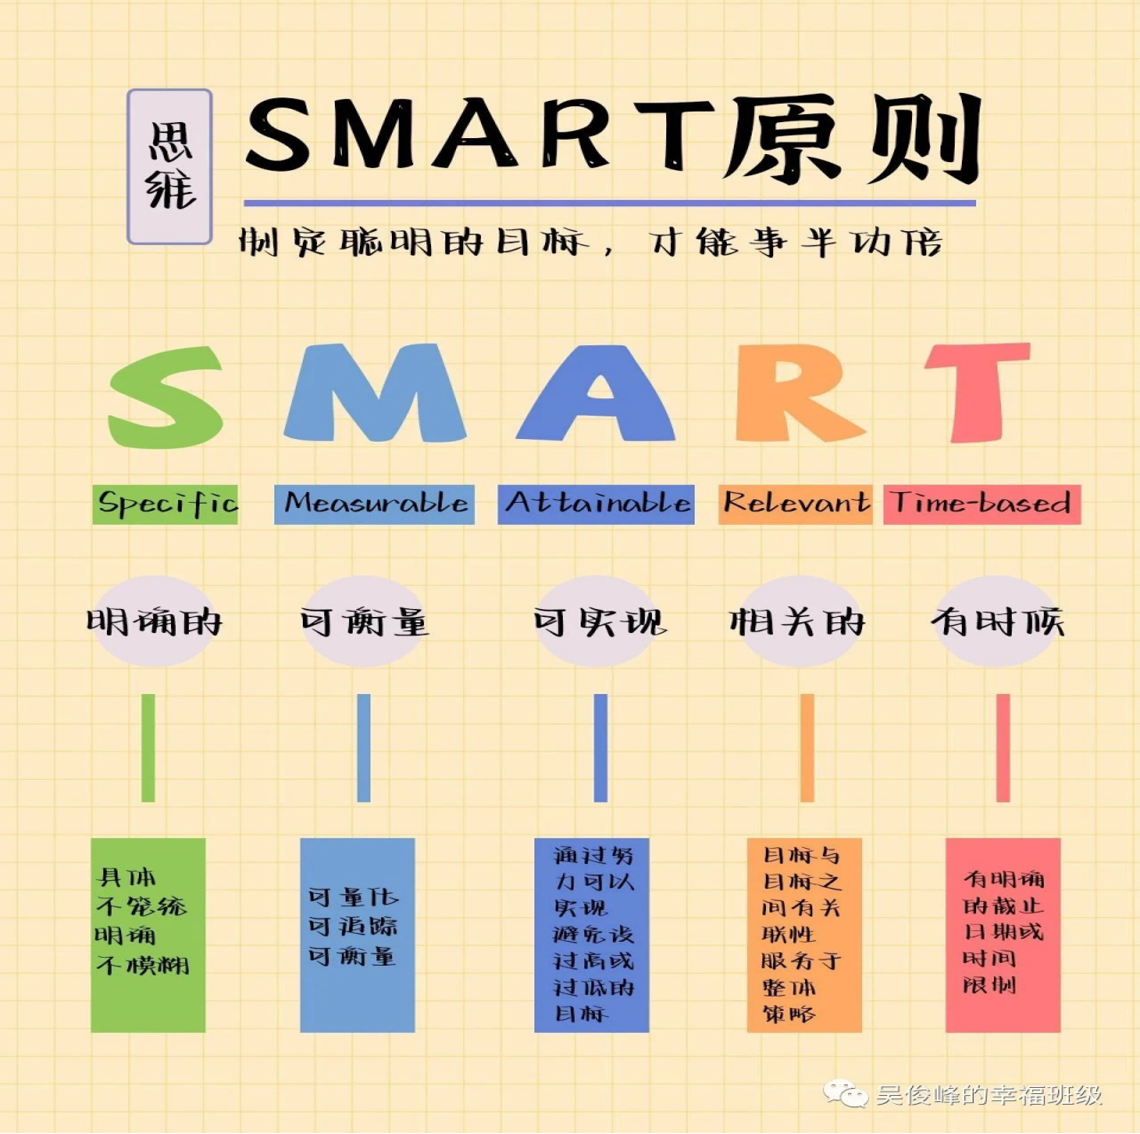 思
维
SMART原则
制定聪明的目标，才能事半功倍
S M A R T
Specific Measurable Attainable Relevant Time-based
明确的 可衡量 可实现 相关的 有时候
具体
不笼统
明确
不模糊
可量化
可追踪
可衡量
通过努
力可以
实现
避免设
过高或
过低的
目标
目标与
目标之
间有关
联性
服务于
整体
策略
有明确
的截止
日期或
时间
限制
吴俊峰的幸福班级